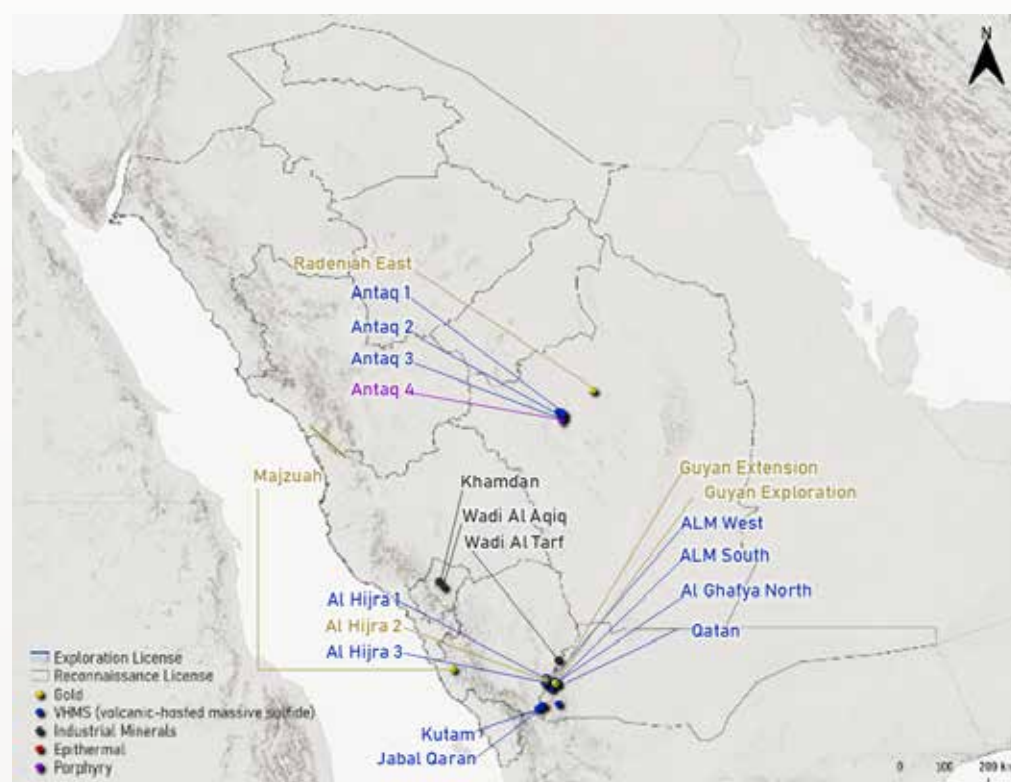 N
Radeniah East
Antaq 1
Antaq 2
Antaq 3
Antaq 4
Majzuah
Khamdan
Wadi Al Aqiq
Wadi Al Tarf
Guyan Extension
Guyan Exploration
ALM West
ALM South
Al Ghafya North
Qatan
Al Hijra 1
Al Hijra 2
Al Hijra 3
Kutam
Jabal Qaran
Exploration License
Reconnaissance License
Gold
VHMS (volcanic-hosted massive sulfide)
Industrial Minerals
Epithermal
Porphyry
0 100 200 km